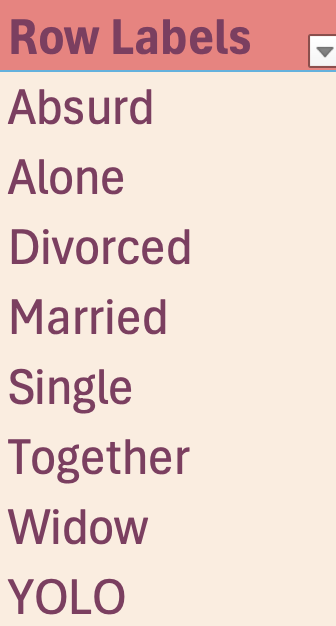 Row Labels
Absurd
Alone
Divorced
Married
Single
Together
Widow
YOLO